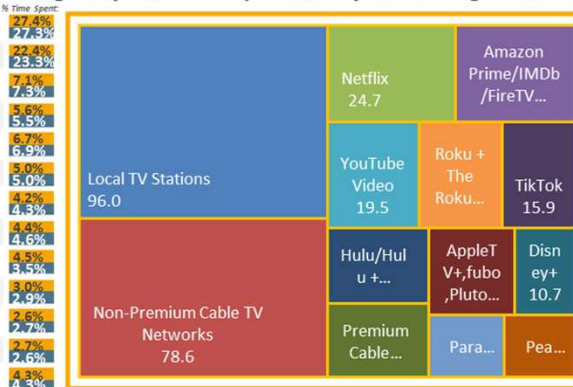 % Time Spent:
27.4%
27.3%
22.4%
23.3%
7.1%
7.3%
5.6%
5.5%
6.7%
6.9%
5.0%
5.0%
4.2%
4.3%
4.4%
4.6%
4.5%
3.5%
3.0%
2.9%
2.6%
2.7%
2.7%
2.6%
4.3%
4.3%
Local TV Stations
96.0
Non-Premium Cable TV
Networks
78.6
Netflix
24.7
Amazon
Prime/IMDb
/FireTV...
YouTube
Video
19.5
Roku +
The
Roku...
TikTok
15.9
Hulu/Hul
u +...
AppleT
V+,fubo
,Pluto...
Disn
ey+
10.7
Premium
Cable...
Para...
Pea...